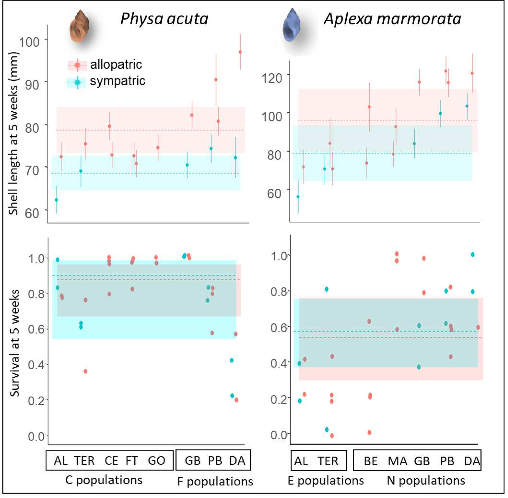 Physa acuta
Aplexa marmorata
Shell length at 5 weeks (mm)
100
90
80
70
60
allopatric
sympatric
120
100
80
60
Survival at 5 weeks
1.0
0.8
0.6
0.4
0.2
0.0
1.0
0.8
0.6
0.4
0.2
0.0
AL TER CE FT GO GB PB DA
C populations F populations
AL TER BE MA GB PB DA
E populations N populations